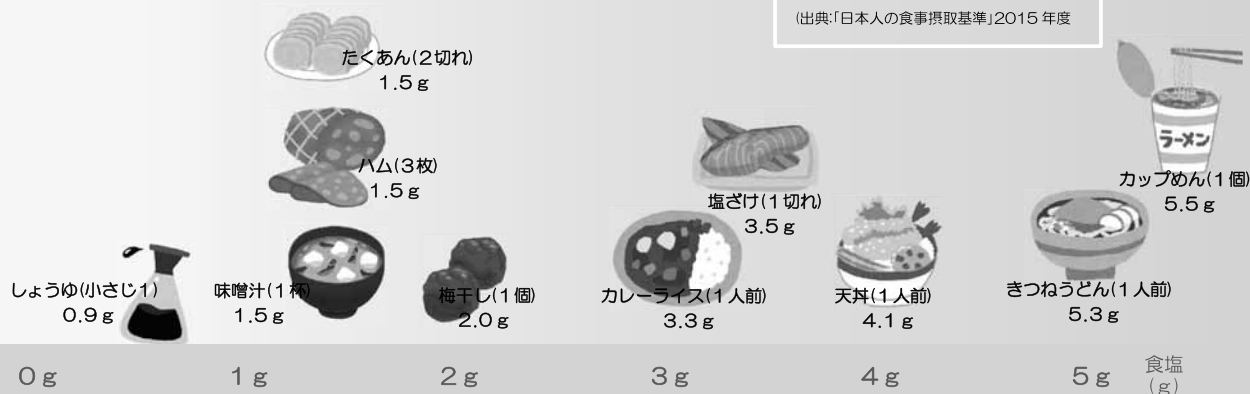 (出典:「日本人の食事摂取基準」2015 年度
たくあん(2切れ)
1.5g
ハム(3枚)
1.5g
ラーメン
カップめん(1個)
5.5g
塩ざけ(1切れ)
3.5g
しょうゆ(小さじ1)
0.9g
味噌汁(1杯)
1.5g
梅干し(1個)
2.0g
カレーライス(1人前)
3.3g
天丼(1人前)
4.1g
きつねうどん(1人前)
5.3g
0g
1g
2g
3g
4g
5g
食塩
(g)